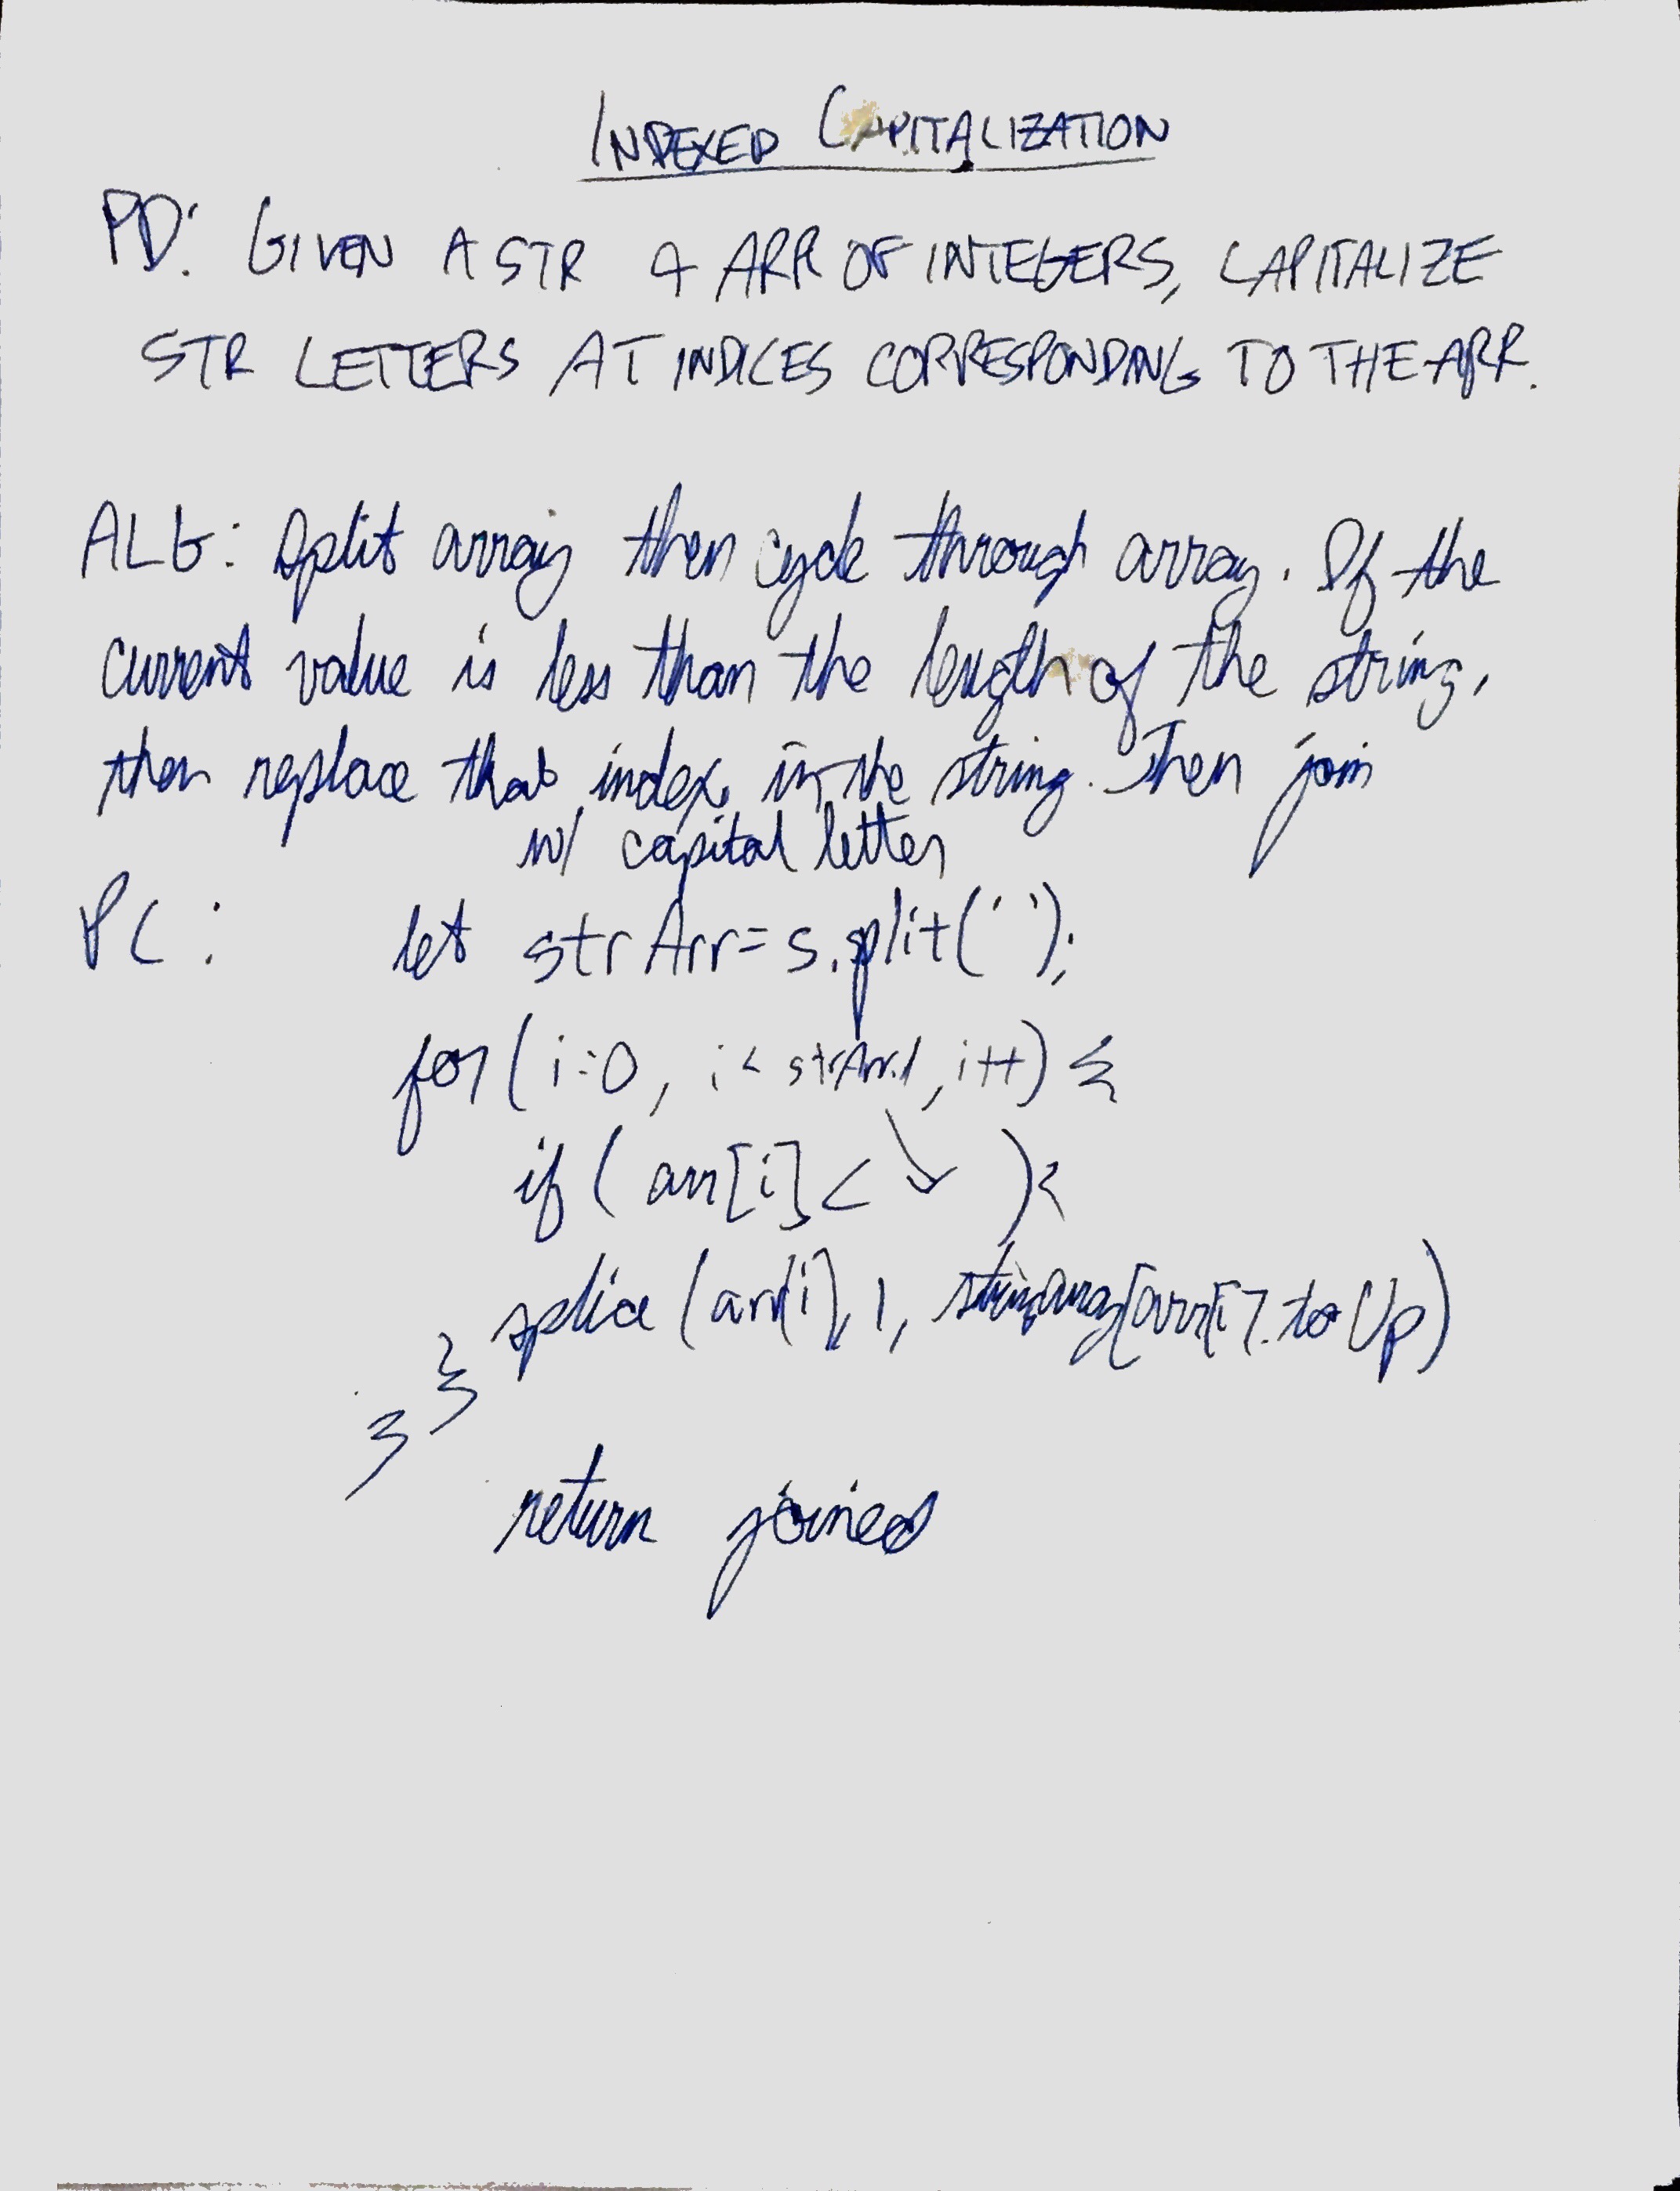 INDEXED CAPITALIZATION
PD: GIVEN A STR & ARR OF INTEGERS, CAPITALIZE
STR LETTERS AT INDICES CORRESPONDING TO THE ARR.
ALG: Split array then cycle through array. If the
current value is less than the length of the string,
then replace that index in the string. Then join
w/ capital letter
PC: let strArr = s.split('');
for (i=0, i < strArr.l, i++) {
if (arr[i] < ↘ ) {
splice (arr[i], 1, [arr[i].toUp)
}
}
return joined